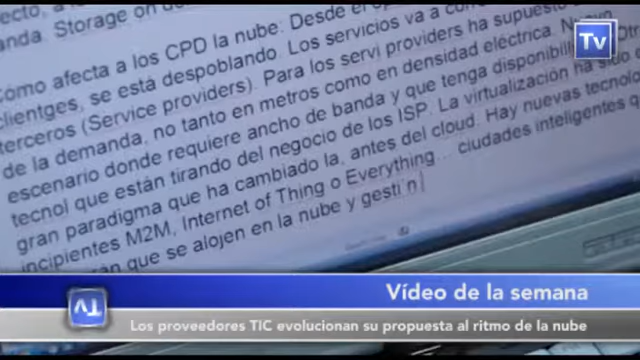 ecto, a
anda. Storage on de
Cómo afecta a los CPD la nube: Desde el
clientges, se está despoblando. Los servicios va a
terceros (Service providers). Para los servi providers ha supuesto
de la demanda, no tanto en metros como en densidad eléctrica. N
escenario donde requiere ancho de banda y que tenga disponibili
tecnol que están tirando del negocio de los ISP. La virtualización ha sido
gran paradigma que ha cambiado la, antes del cloud. Hay nuevas tecnolo
incipientes M2M, Internet of Thing o Everything... ciudades inteligentes
án que se alojen en la nube y gesti n
Tv
Vídeo de la semana
Los proveedores TIC evolucionan su propuesta al ritmo de la nube